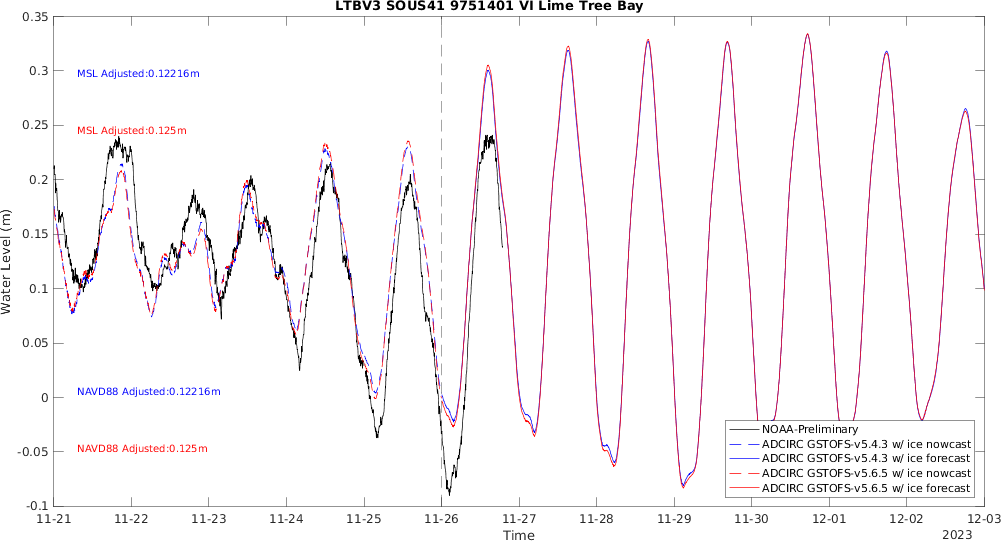 LTBV3 SOUS41 9751401 VI Lime Tree Bay
0.35
0.3
0.25
0.2
0.15
0.1
0.05
0
-0.05
-0.1
Water Level (m)
MSL Adjusted:0.12216m
MSL Adjusted:0.125m
NAVD88 Adjusted:0.12216m
NAVD88 Adjusted:0.125m
NOAA-Preliminary
ADCIRC GSTOFS-v5.4.3 w/ ice nowcast
ADCIRC GSTOFS-v5.4.3 w/ ice forecast
ADCIRC GSTOFS-v5.6.5 w/ ice nowcast
ADCIRC GSTOFS-v5.6.5 w/ ice forecast
11-21 11-22 11-23 11-24 11-25 11-26 11-27 11-28 11-29 11-30 12-01 12-02 12-03
Time
2023